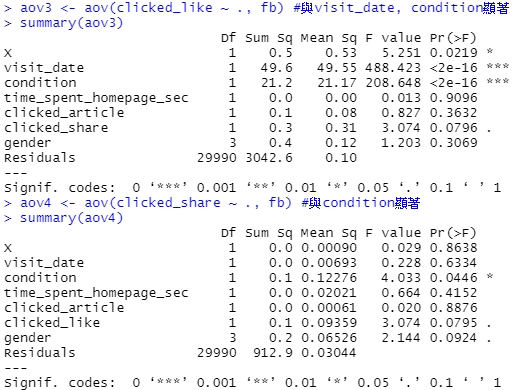 > aov3 <- aov(clicked_like ~ ., fb) #與visit_date, condition顯著
> summary(aov3)
                         Df Sum Sq Mean Sq F value Pr(>F)
X                         1    0.5    0.53   5.251 0.0219 *
visit_date                1   49.6   49.55 488.423 <2e-16 ***
condition                 1   21.2   21.17 208.648 <2e-16 ***
time_spent_homepage_sec   1    0.0    0.00   0.013 0.9096
clicked_article           1    0.1    0.08   0.827 0.3632
clicked_share             1    0.3    0.31   3.074 0.0796 .
gender                    3    0.4    0.12   1.203 0.3069
Residuals             29990 3042.6    0.10
---
Signif. codes:  0 ‘***’ 0.001 ‘**’ 0.01 ‘*’ 0.05 ‘.’ 0.1 ‘ ’ 1
> aov4 <- aov(clicked_share ~ ., fb) #與condition顯著
> summary(aov4)
                         Df Sum Sq Mean Sq F value Pr(>F)
X                         1    0.0 0.00090   0.029 0.8638
visit_date                1    0.0 0.00693   0.228 0.6334
condition                 1    0.1 0.12276   4.033 0.0446 *
time_spent_homepage_sec   1    0.0 0.02021   0.664 0.4152
clicked_article           1    0.0 0.00061   0.020 0.8876
clicked_like              1    0.1 0.09359   3.074 0.0795 .
gender                    3    0.2 0.06526   2.144 0.0924 .
Residuals             29990  912.9 0.03044
---
Signif. codes:  0 ‘***’ 0.001 ‘**’ 0.01 ‘*’ 0.05 ‘.’ 0.1 ‘ ’ 1